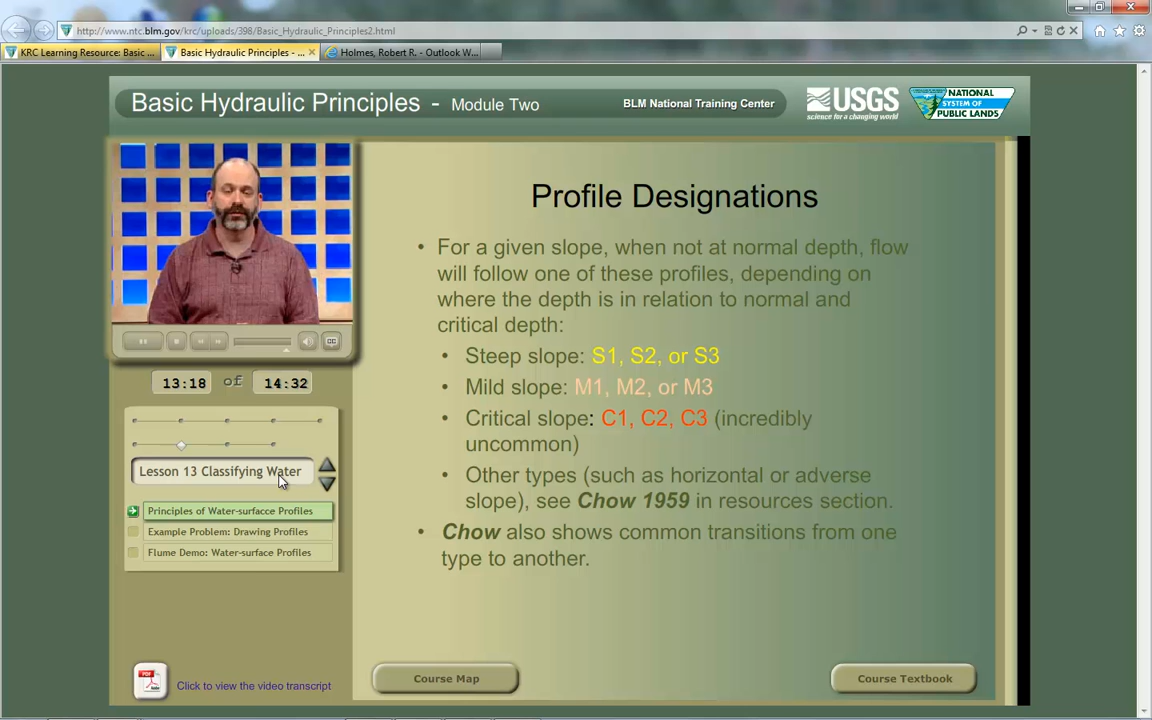 http://www.ntc.blm.gov/krc/uploads/398/Basic_Hydraulic_Principles2.html
KRC Learning Resource: Basic ...
Basic Hydraulic Principles - ...
Holmes, Robert R. - Outlook W...
Basic Hydraulic Principles - Module Two
BLM National Training Center
USGS
science for a changing world
NATIONAL
SYSTEM OF
PUBLIC LANDS
CC
13:18 of 14:32
Lesson 13 Classifying Water
Principles of Water-surfacce Profiles
Example Problem: Drawing Profiles
Flume Demo: Water-surface Profiles
PDF
Click to view the video transcript
Profile Designations
• For a given slope, when not at normal depth, flow
will follow one of these profiles, depending on
where the depth is in relation to normal and
critical depth:
• Steep slope: S1, S2, or S3
• Mild slope: M1, M2, or M3
• Critical slope: C1, C2, C3 (incredibly
uncommon)
• Other types (such as horizontal or adverse
slope), see Chow 1959 in resources section.
• Chow also shows common transitions from one
type to another.
Course Map
Course Textbook